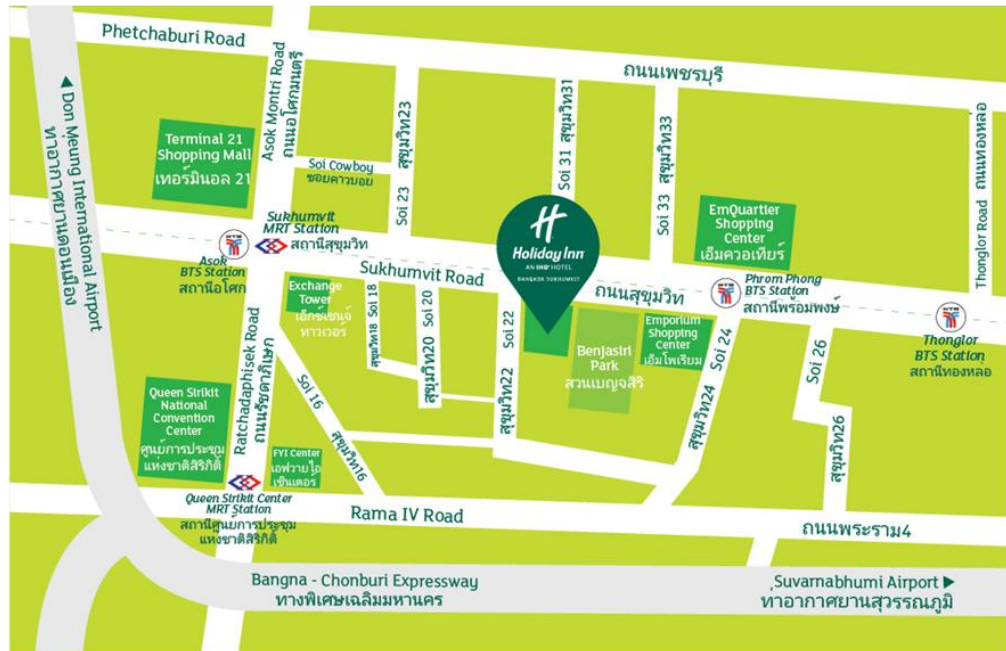 Phetchaburi Road
ถนนเพชรบุรี
Asok Montri Road
ถนนอโศกมนตรี
◀ Don Meung International Airport
ท่าอากาศยานดอนเมือง
Terminal 21
Shopping Mall
เทอร์มินอล 21
Soi Cowboy
ซอยคาวบอย
Soi 23
สุขุมวิท23
Soi 31
สุขุมวิท31
Soi 33
สุขุมวิท33
Thonglor Road
ถนนทองหล่อ
EmQuartier
Shopping
Center
เอ็มควอเทียร์
H
Holiday Inn
AN IHG® HOTEL
BANGKOK SUKHUMVIT
Sukhumvit
MRT Station
สถานีสุขุมวิท
BTS
Asok
BTS Station
สถานีอโศก
Sukhumvit Road
ถนนสุขุมวิท
BTS
Phrom Phong
BTS Station
สถานีพร้อมพงษ์
BTS
Thonglor
BTS Station
สถานีทองหลอ
Exchange
Tower
เอ็กซ์เชนจ์
ทาวเวอร์
สุขุมวิท18 Soi 18
สุขุมวิท20 Soi 20
Soi 22
สุขุมวิท22
Benjasiri
Park
สวนเบญจสิริ
Emporium
Shopping
Center
เอ็มโพเรียม
Soi 24
สุขุมวิท24
Soi 26
สุขุมวิท26
Ratchadaphisek Road
ถนนรัชดาภิเษก
Soi 16
สุขุมวิท16
Queen Sirikit
National
Convention
Center
ศูนย์การประชุม
แห่งชาติสิริกิติ์
FYI Center
เอฟวายไอ
เซ็นเตอร์
Queen Sirikit Center
MRT Station
สถานีศูนย์การประชุม
แห่งชาติสิริกิติ์
Rama IV Road
ถนนพระราม4
Bangna - Chonburi Expressway
ทางพิเศษเฉลิมมหานคร
Suvarnabhumi Airport ▶
ท่าอากาศยานสุวรรณภูมิ